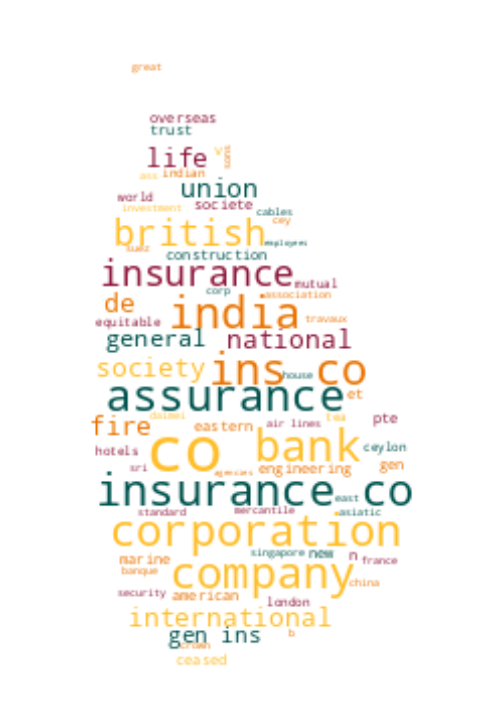 great
overseas
trust
life v sons
ass indian
union
world societe
investment cables
british cey
employees
suez construction
insurance mutual
corp association
de india travaux
equitable
general national
society ins co
house
assurance et
daimei tea pte
fire eastern air lines
co bank ceylon
hotels
sri agencies engineering gen
insurance co
east
standard mercantile asiatic
corporation
singapore new n france
marine
banque company china
security american london
international
gen ins b
crown
ceased